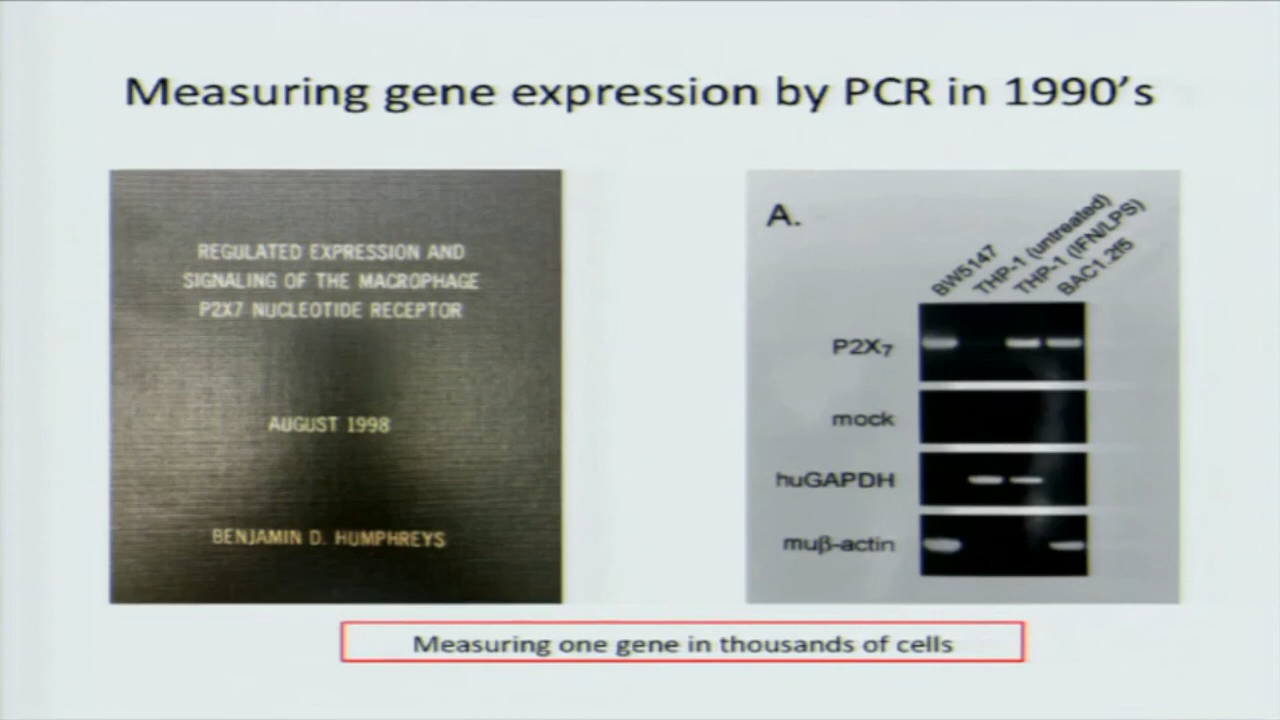 Measuring gene expression by PCR in 1990's
REGULATED EXPRESSION AND
SIGNALING OF THE MACROPHAGE
P2X7 NUCLEOTIDE RECEPTOR
AUGUST 1998
BENJAMIN D. HUMPHREYS
A.
BW5147
THP-1 (untreated)
THP-1 (IFN/LPS)
BAC1.2f5
P2X7
mock
huGAPDH
muβ-actin
Measuring one gene in thousands of cells